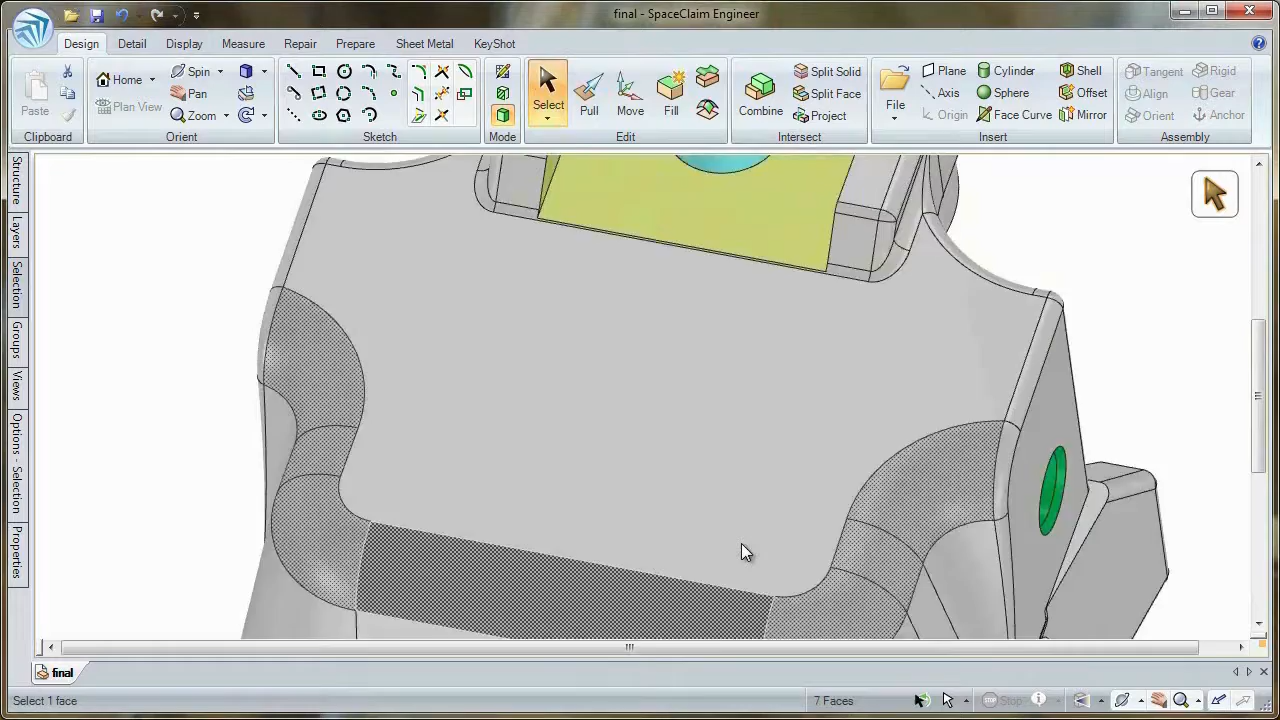 final - SpaceClaim Engineer
Design Detail Display Measure Repair Prepare Sheet Metal KeyShot
Paste
Clipboard
Home Spin
Plan View Pan
Zoom
Orient
Sketch
Mode
Select Pull Move Fill
Edit
Combine Split Solid
Split Face
Project
Intersect
File Plane Cylinder Shell
Axis Sphere Offset
Origin Face Curve Mirror
Insert
Tangent Rigid
Align Gear
Orient Anchor
Assembly
Structure
Layers
Selection
Groups
Views
Options - Selection
Properties
final
Select 1 face 7 Faces Stop